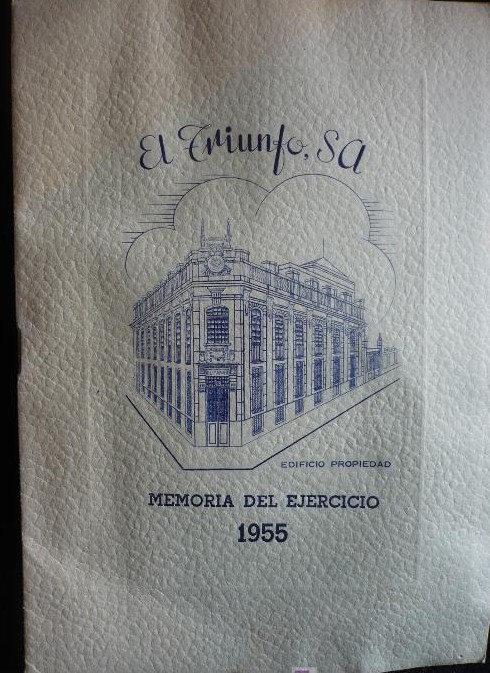 El Triunfo, SA
EDIFICIO PROPIEDAD
MEMORIA DEL EJERCICIO
1955